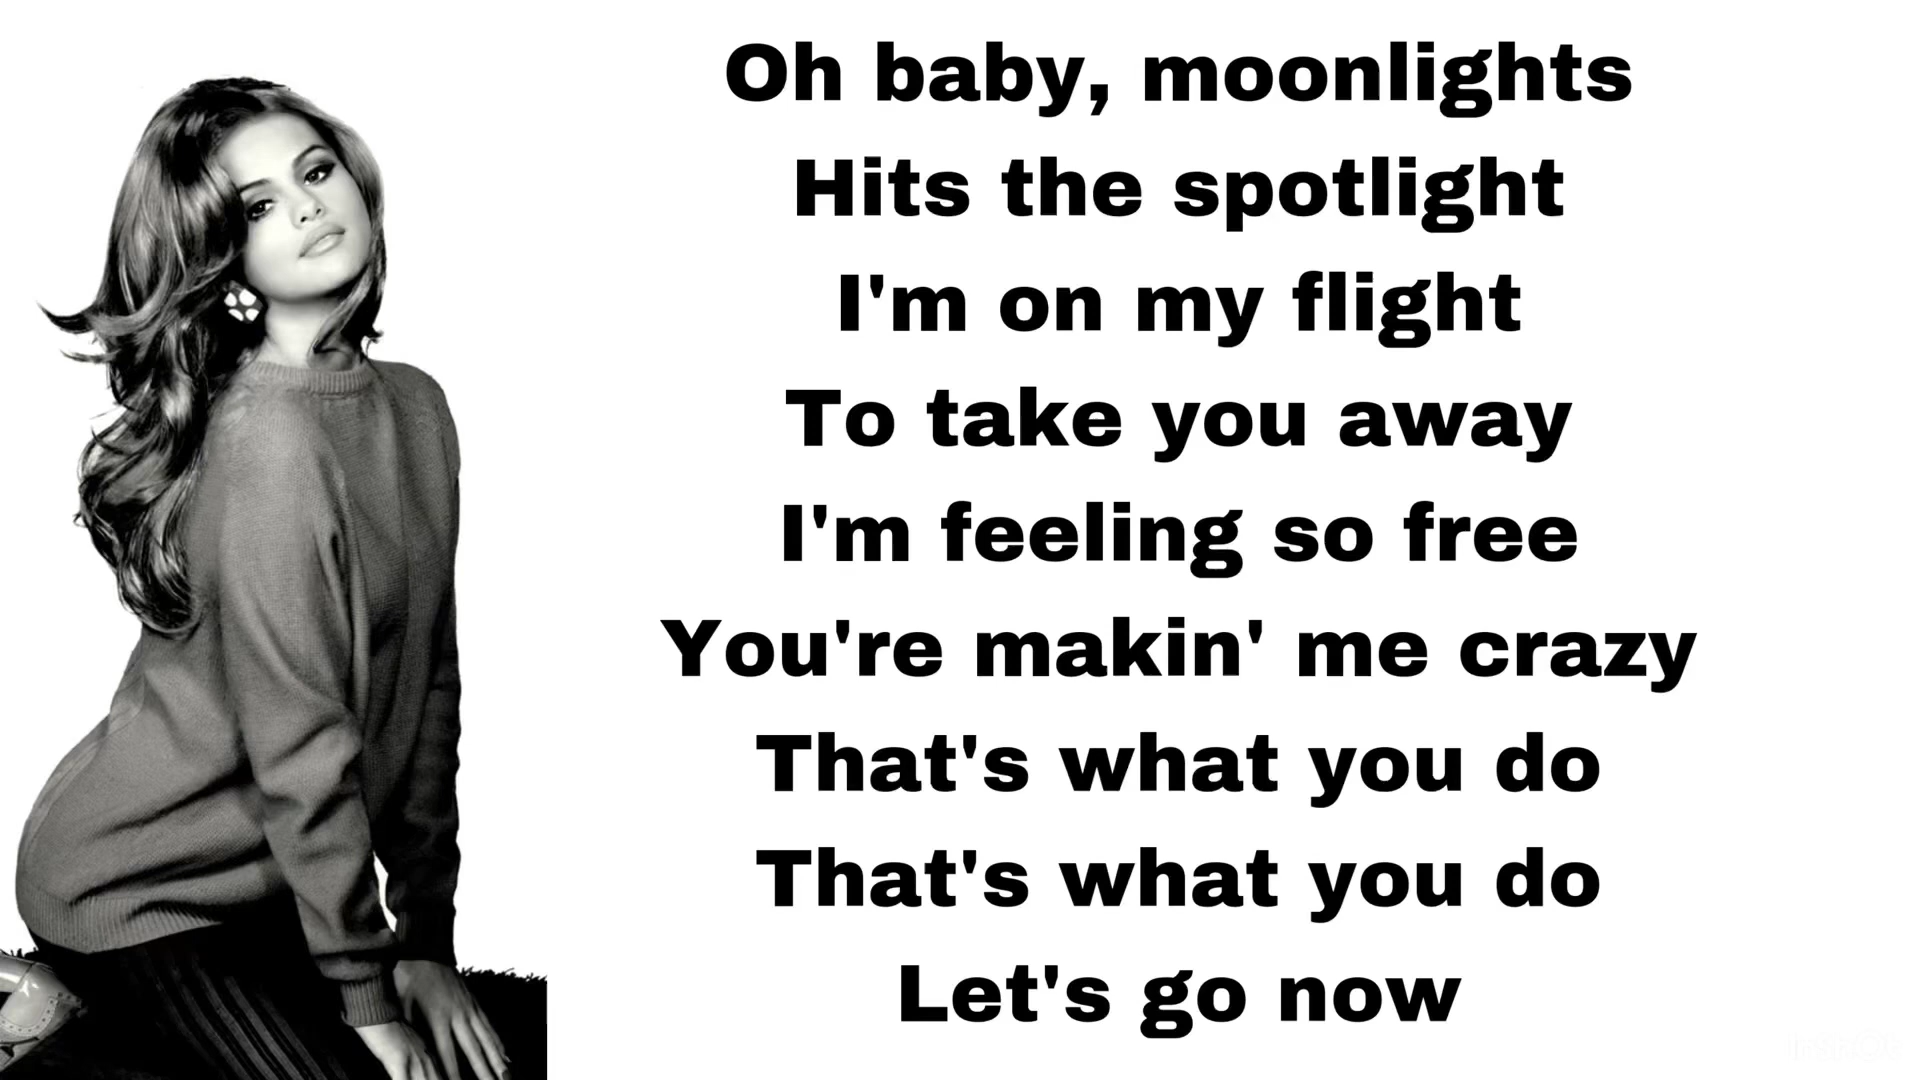 Oh baby, moonlights
Hits the spotlight
I'm on my flight
To take you away
I'm feeling so free
You're makin' me crazy
That's what you do
That's what you do
Let's go now